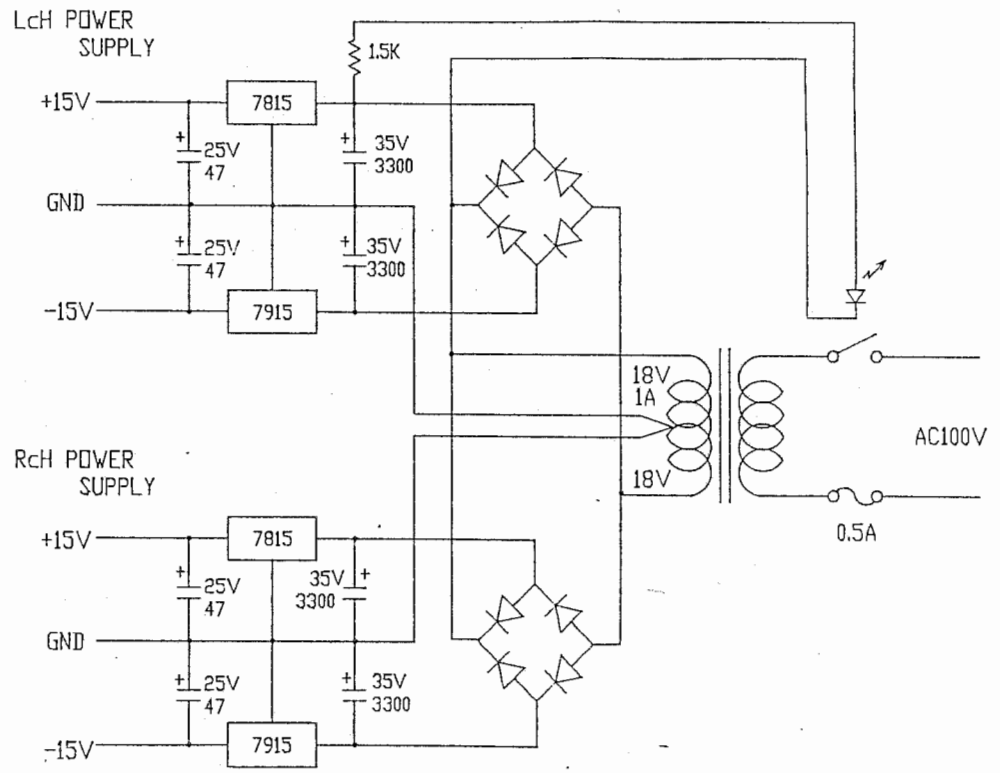 LcH POWER
SUPPLY
1.5K
+15V
7815
+
25V
47
+
35V
3300
GND
+
25V
47
+
35V
3300
-15V
7915
18V
1A
AC100V
18V
0.5A
RcH POWER
SUPPLY
+15V
7815
+
25V
47
35V
+
3300
GND
+
25V
47
+
35V
3300
-15V
7915